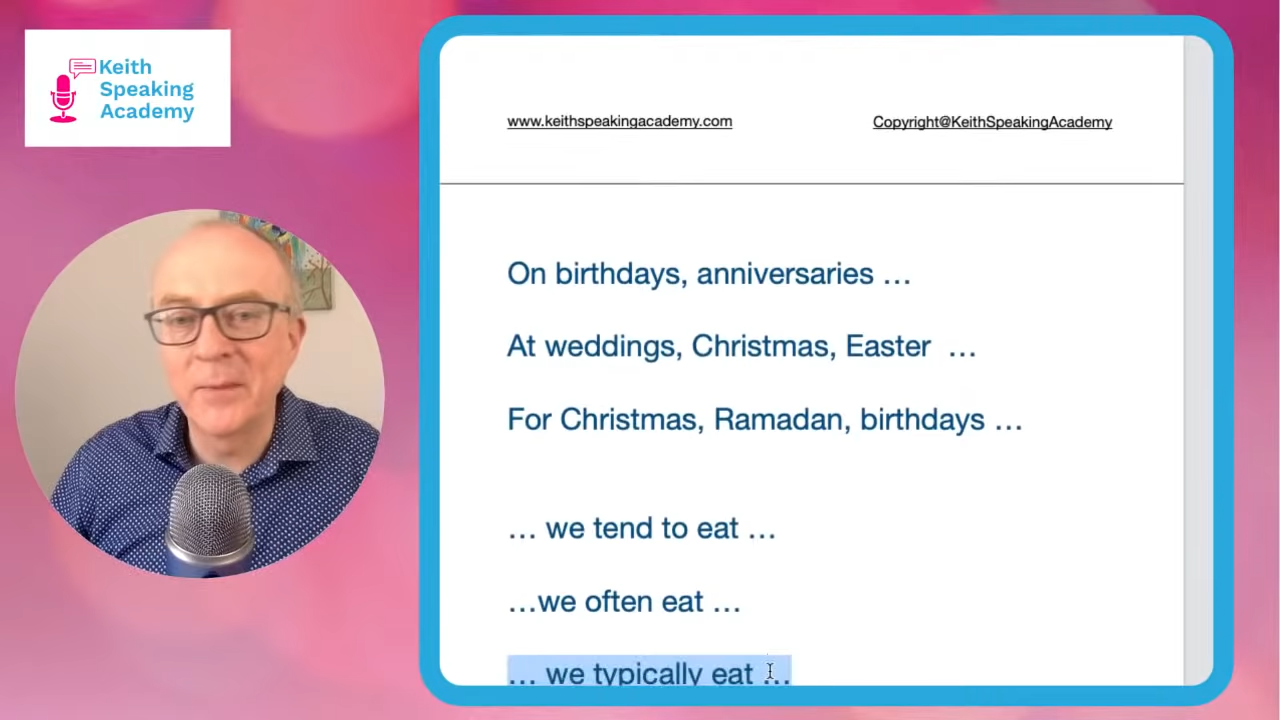 Keith
Speaking
Academy
www.keithspeakingacademy.com
Copyright@KeithSpeakingAcademy
On birthdays, anniversaries …
At weddings, Christmas, Easter …
For Christmas, Ramadan, birthdays …
… we tend to eat …
…we often eat …
… we typically eat …